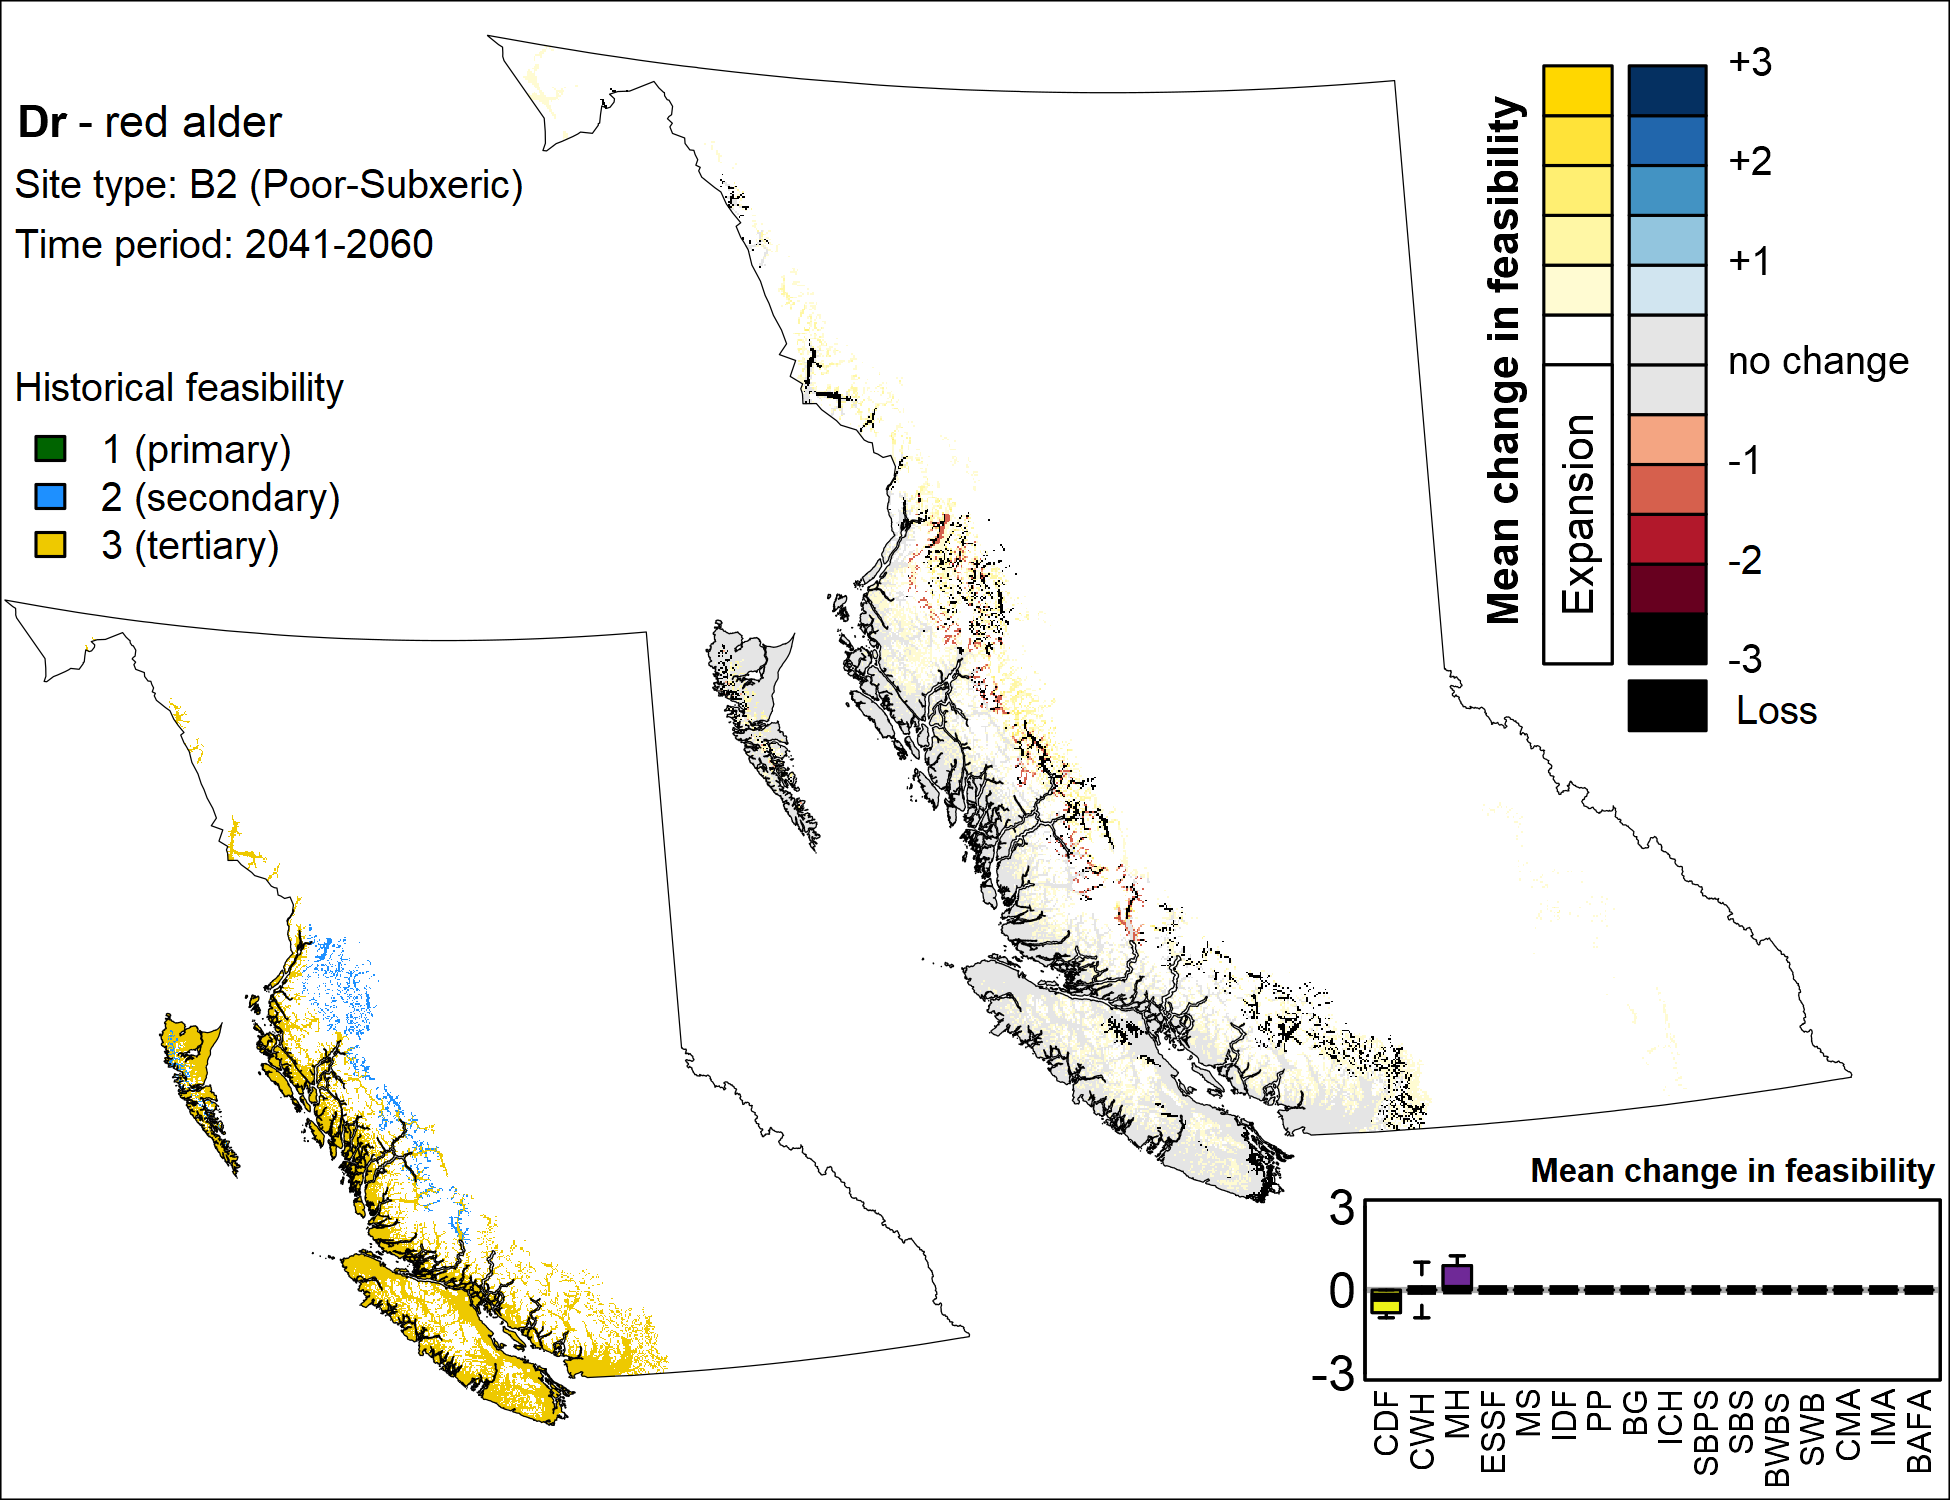 Dr - red alder
Site type: B2 (Poor-Subxeric)
Time period: 2041-2060
Historical feasibility
1 (primary)
2 (secondary)
3 (tertiary)
Mean change in feasibility
Expansion
+3
+2
+1
no change
-1
-2
-3
Loss
Mean change in feasibility
3
0
-3
CDF
CWH
MH
ESSF
MS
IDF
PP
BG
ICH
SBPS
SBS
BWBS
SWB
CMA
IMA
BAFA